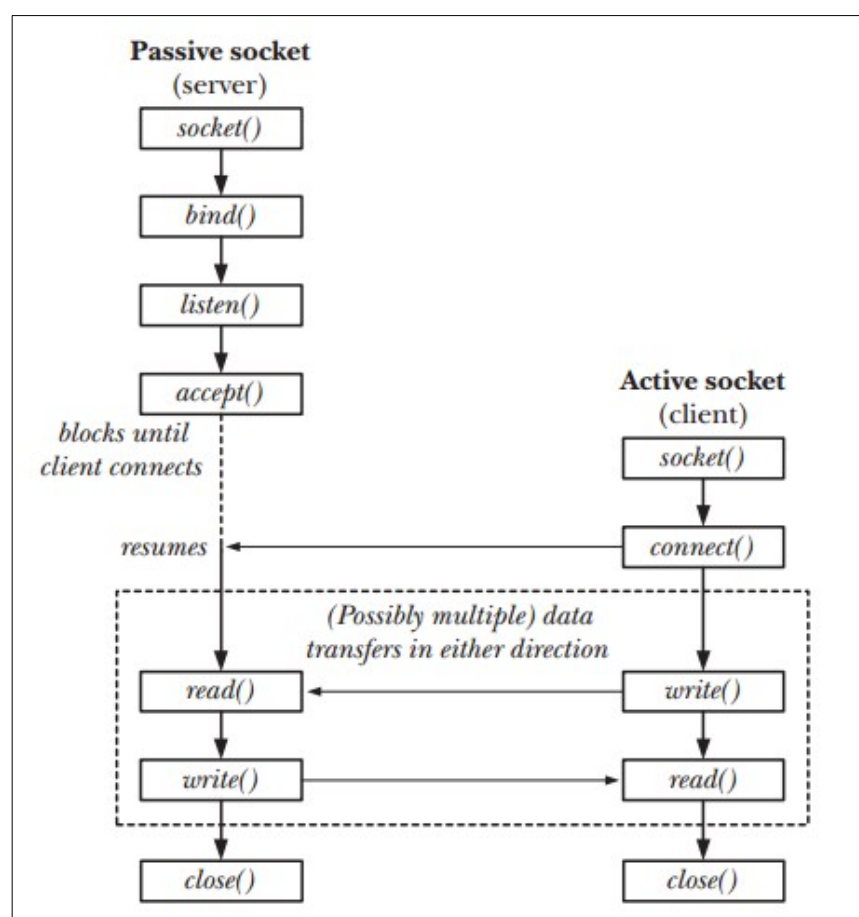 Passive socket
(server)
socket()
bind()
listen()
accept()
blocks until
client connects
Active socket
(client)
socket()
resumes
connect()
(Possibly multiple) data
transfers in either direction
read()
write()
write()
read()
close()
close()